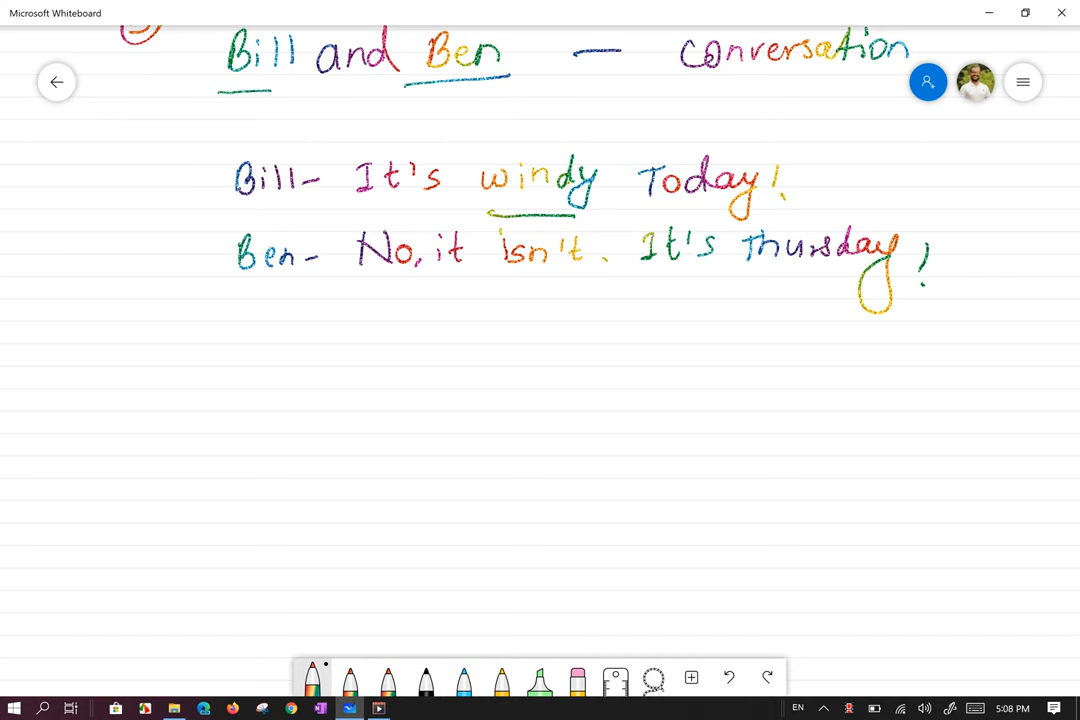 Microsoft Whiteboard
Bill and Ben — Conversation
Bill- It's windy Today!
Ben- No, it isn't. It's Thursday!
EN
5:08 PM